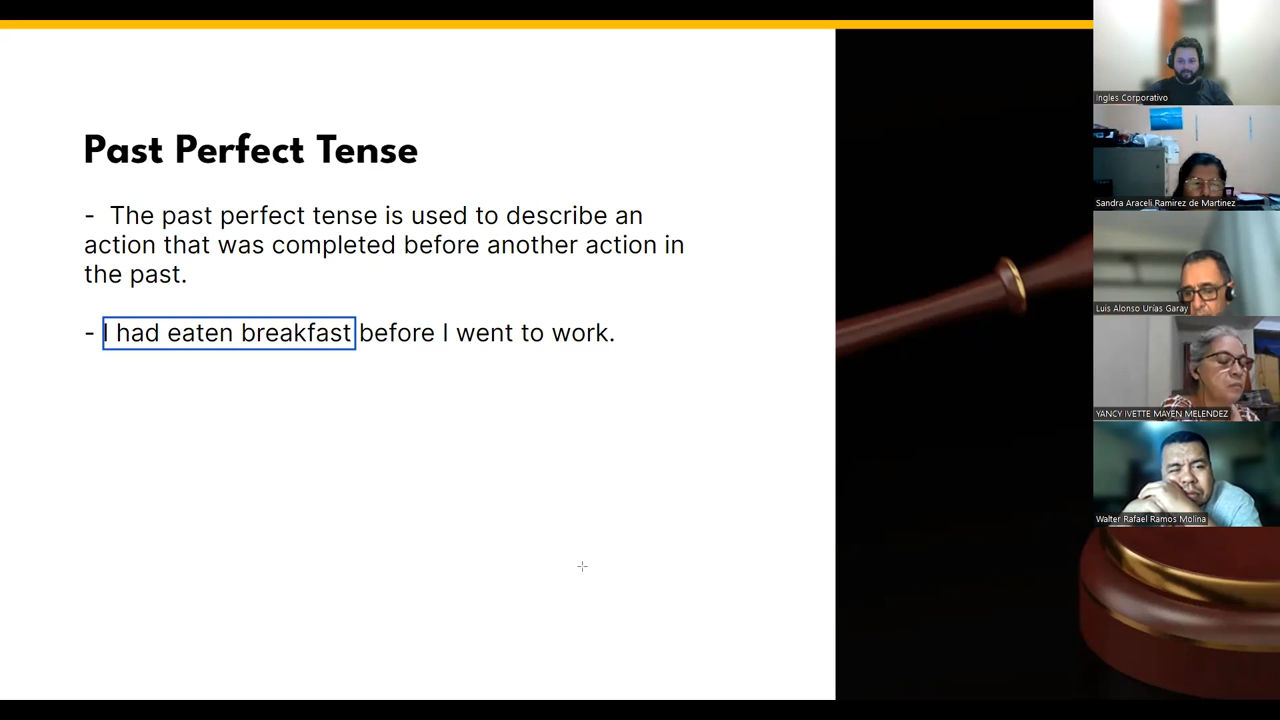 Past Perfect Tense
- The past perfect tense is used to describe an
action that was completed before another action in
the past.
- I had eaten breakfast before I went to work.
Ingles Corporativo
Sandra Araceli Ramirez de Martinez
Luis Alonso Urías Garay
YANCY IVETTE MAYEN MELENDEZ
Walter Rafael Ramos Molina